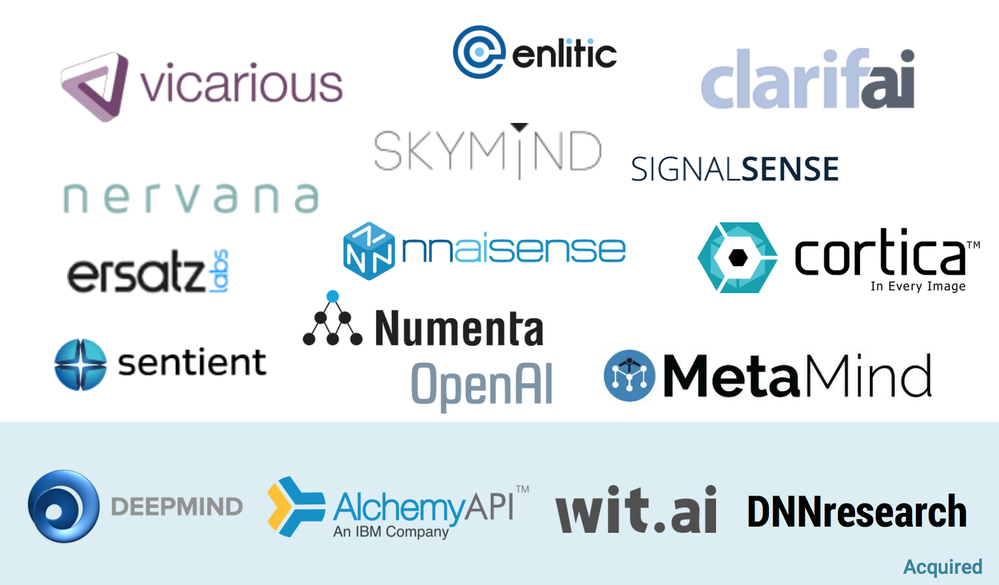 enlitic
vicarious
clarifai
SKYMIND
SIGNALSENSE
nervana
NNN nnaisense
cortica™
In Every Image
ersatz labs
Numenta
sentient
OpenAI
MetaMind
DEEPMIND
AlchemyAPI™
An IBM Company
wit.ai
DNNresearch
Acquired